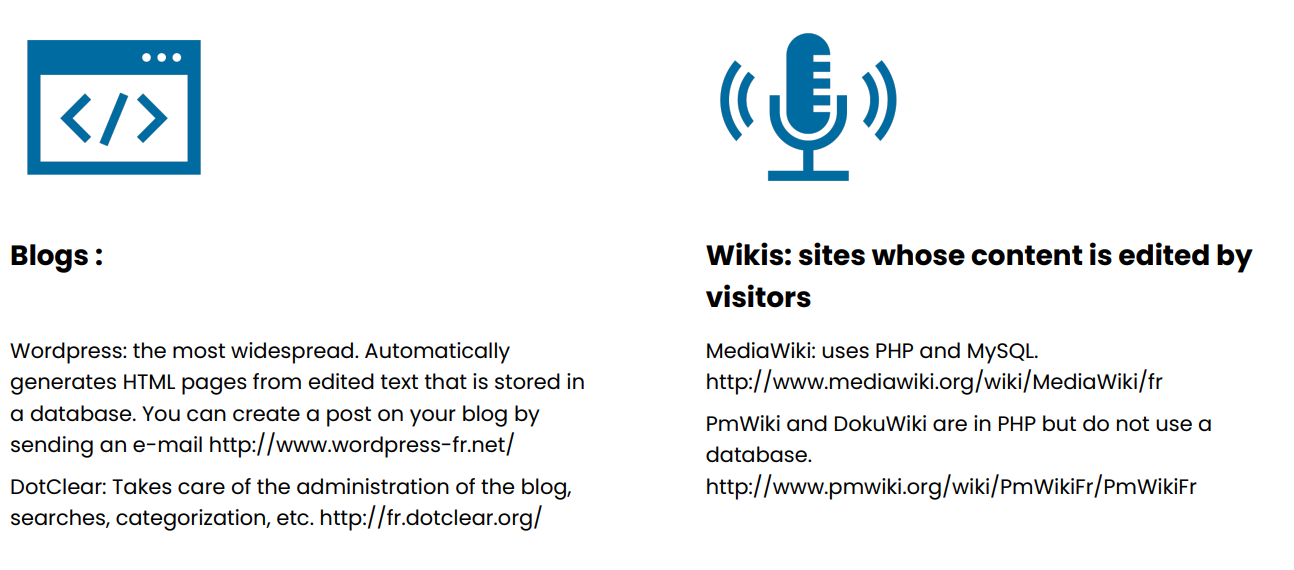 Blogs :
Wordpress: the most widespread. Automatically
generates HTML pages from edited text that is stored in
a database. You can create a post on your blog by
sending an e-mail http://www.wordpress-fr.net/
DotClear: Takes care of the administration of the blog,
searches, categorization, etc. http://fr.dotclear.org/
Wikis: sites whose content is edited by
visitors
MediaWiki: uses PHP and MySQL.
http://www.mediawiki.org/wiki/MediaWiki/fr
PmWiki and DokuWiki are in PHP but do not use a
database.
http://www.pmwiki.org/wiki/PmWikiFr/PmWikiFr